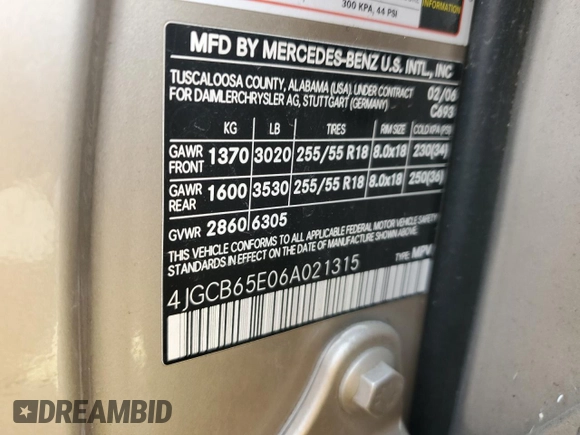 INFORMATION
300 KPA, 44 PSI
MFD BY MERCEDES-BENZ U.S. INTL., INC
TUSCALOOSA COUNTY, ALABAMA (USA). UNDER CONTRACT 02/06
FOR DAIMLERCHRYSLER AG, STUTTGART (GERMANY) C693
KG LB TIRES RIM SIZE COLD KPA (PSI)
GAWR FRONT 1370 3020 255/55 R18 8.0x18 230(34)
GAWR REAR 1600 3530 255/55 R18 8.0x18 250(36)
GVWR 2860 6305
THIS VEHICLE CONFORMS TO ALL APPLICABLE FEDERAL MOTOR VEHICLE SAFETY
STANDARDS IN EFFECT ON THE DATE OF MANUFACTURE SHOWN ABOVE.
4JGCB65E06A021315 TYPE: MPV
DREAMBID